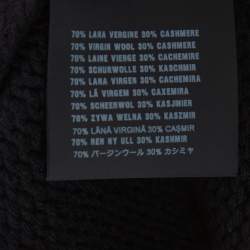 70% LANA VERGINE 30% CASHMERE
70% VIRGIN WOOL 30% CASHMERE
70% LAINE VIERGE 30% CACHEMIRE
70% SCHURWOLLE 30% KASCHMIR
70% LANA VIRGEN 30% CACHEMIRA
70% LÃ VIRGEM 30% CAXEMIRA
70% SCHEERWOL 30% KASJMIER
70% ZYWA WELNA 30% KASZMIR
70% LÂNĂ VIRGINĂ 30% CAŞMIR
70% REN NY ULL 30% KASHMIR
70% バージンウール 30% カシミヤ